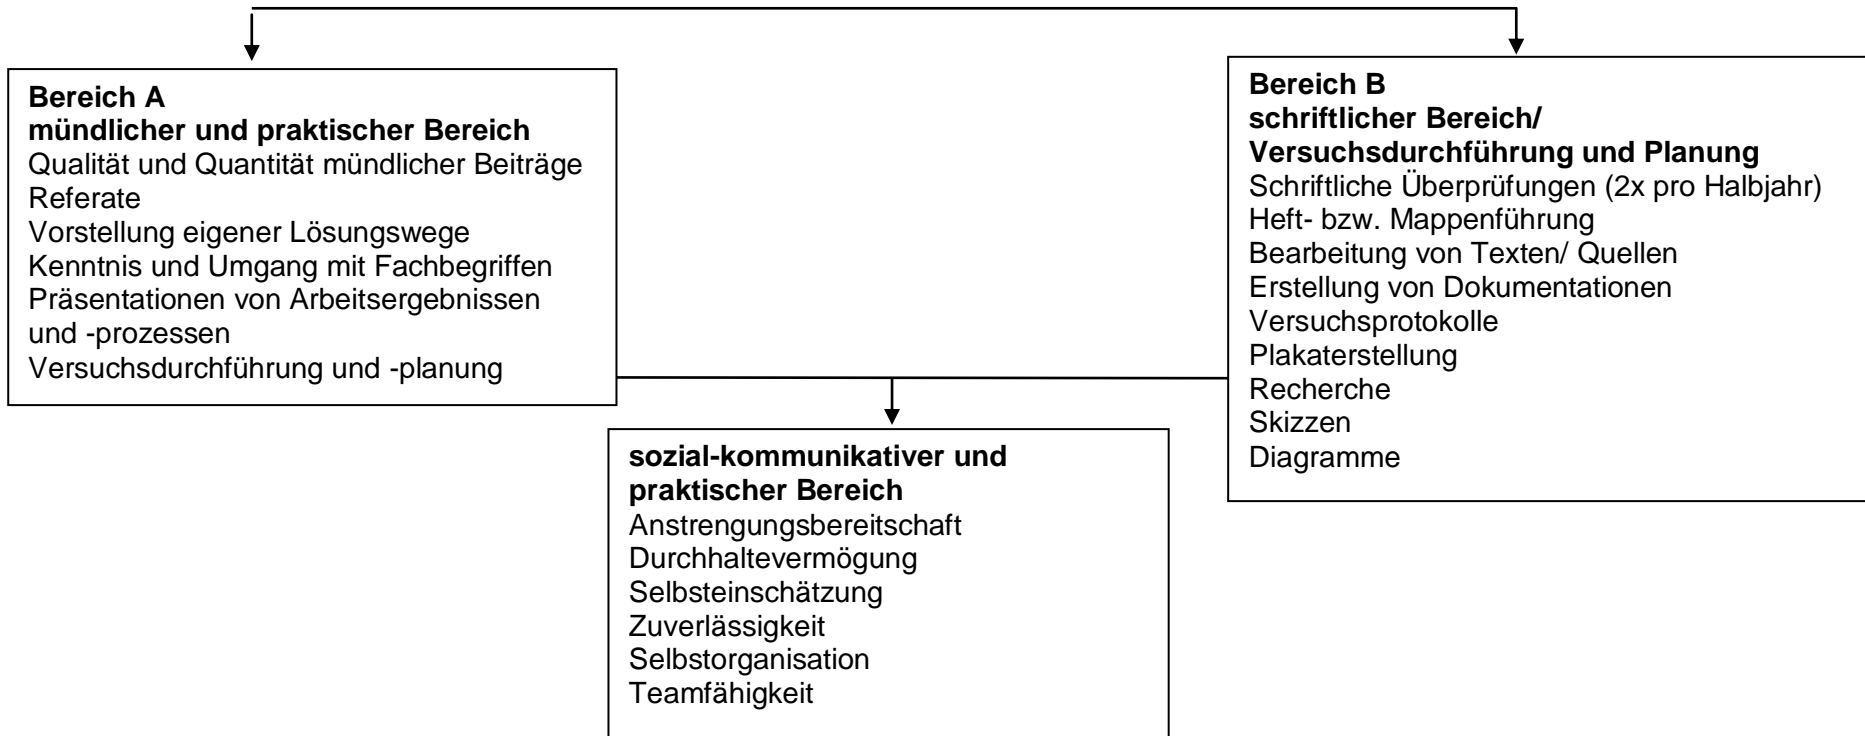 Bereich A
mündlicher und praktischer Bereich
Qualität und Quantität mündlicher Beiträge
Referate
Vorstellung eigener Lösungswege
Kenntnis und Umgang mit Fachbegriffen
Präsentationen von Arbeitsergebnissen
und -prozessen
Versuchsdurchführung und -planung
Bereich B
schriftlicher Bereich/
Versuchsdurchführung und Planung
Schriftliche Überprüfungen (2x pro Halbjahr)
Heft- bzw. Mappenführung
Bearbeitung von Texten/ Quellen
Erstellung von Dokumentationen
Versuchsprotokolle
Plakaterstellung
Recherche
Skizzen
Diagramme
sozial-kommunikativer und
praktischer Bereich
Anstrengungsbereitschaft
Durchhaltevermögung
Selbsteinschätzung
Zuverlässigkeit
Selbstorganisation
Teamfähigkeit